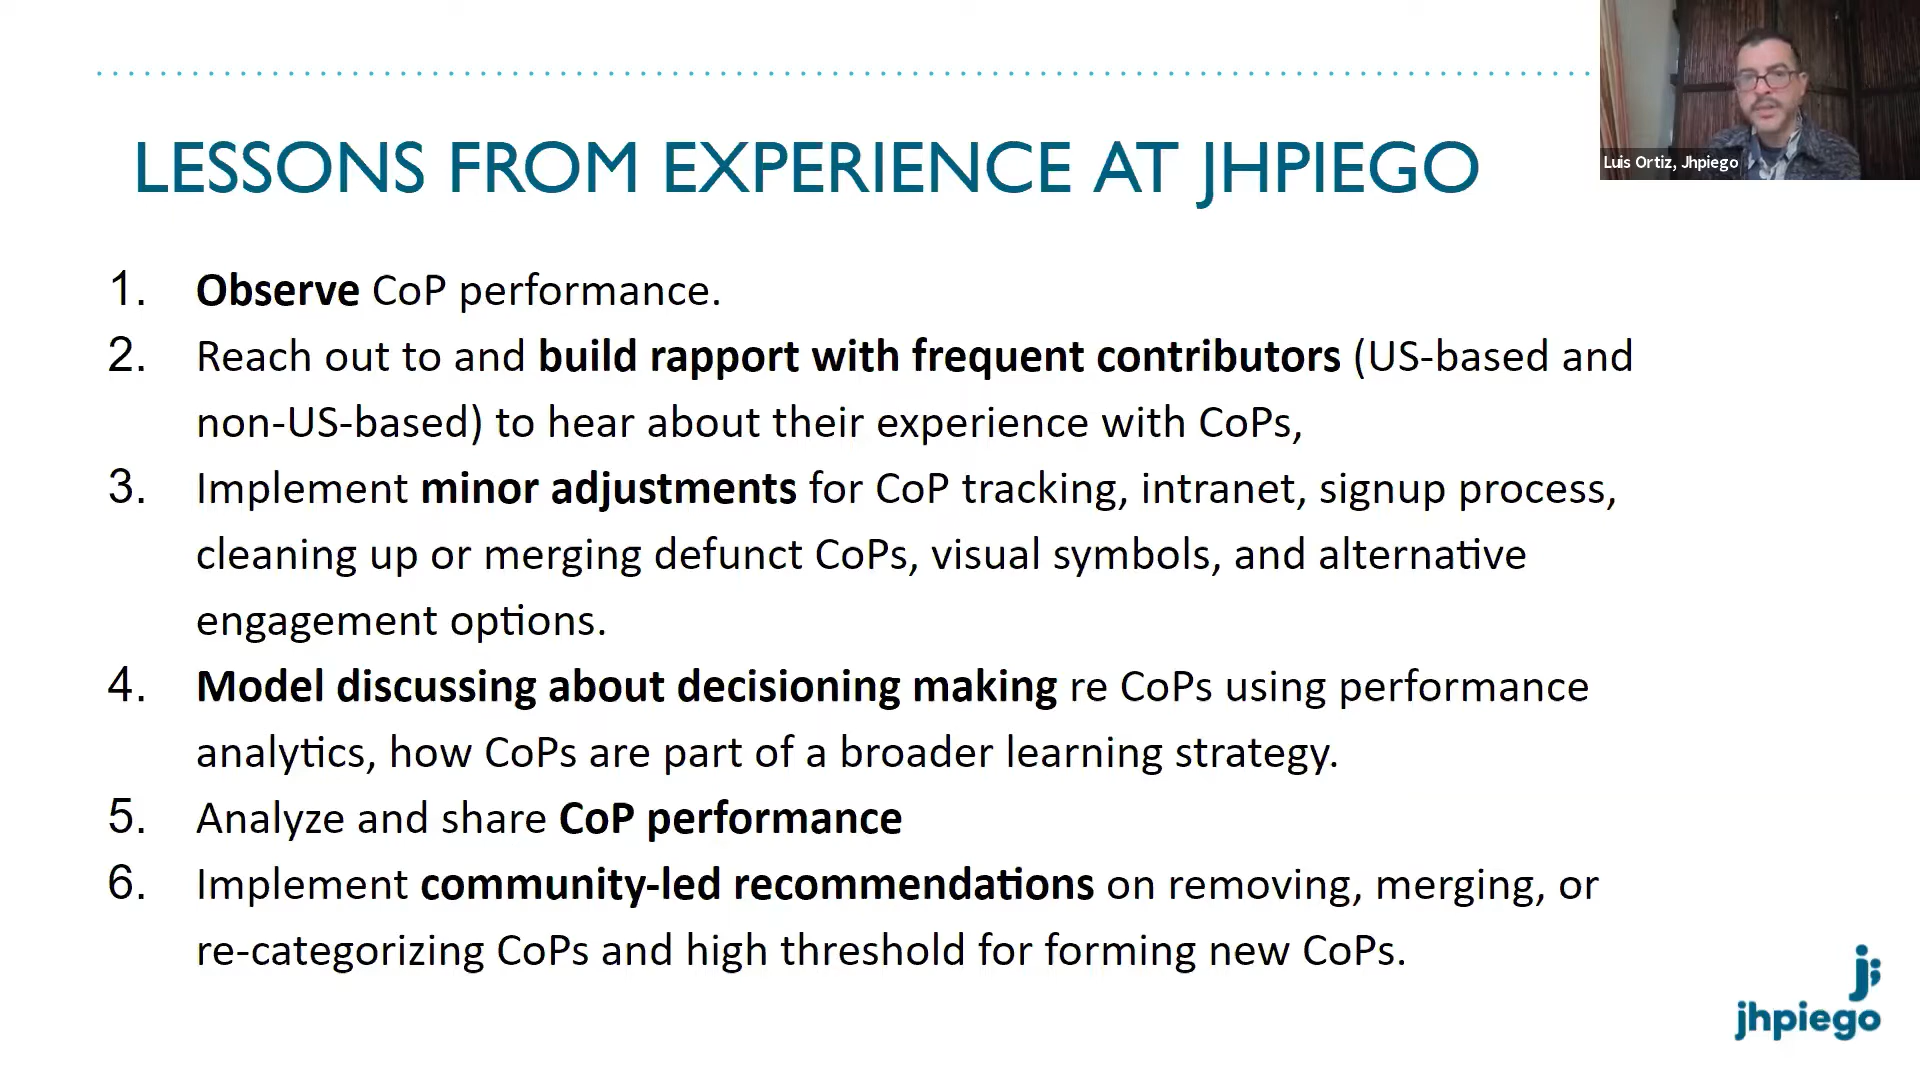 LESSONS FROM EXPERIENCE AT JHPIEGO
Luis Ortiz, Jhpiego
1. Observe CoP performance.
2. Reach out to and build rapport with frequent contributors (US-based and
non-US-based) to hear about their experience with CoPs,
3. Implement minor adjustments for CoP tracking, intranet, signup process,
cleaning up or merging defunct CoPs, visual symbols, and alternative
engagement options.
4. Model discussing about decisioning making re CoPs using performance
analytics, how CoPs are part of a broader learning strategy.
5. Analyze and share CoP performance
6. Implement community-led recommendations on removing, merging, or
re-categorizing CoPs and high threshold for forming new CoPs.
jhpiego